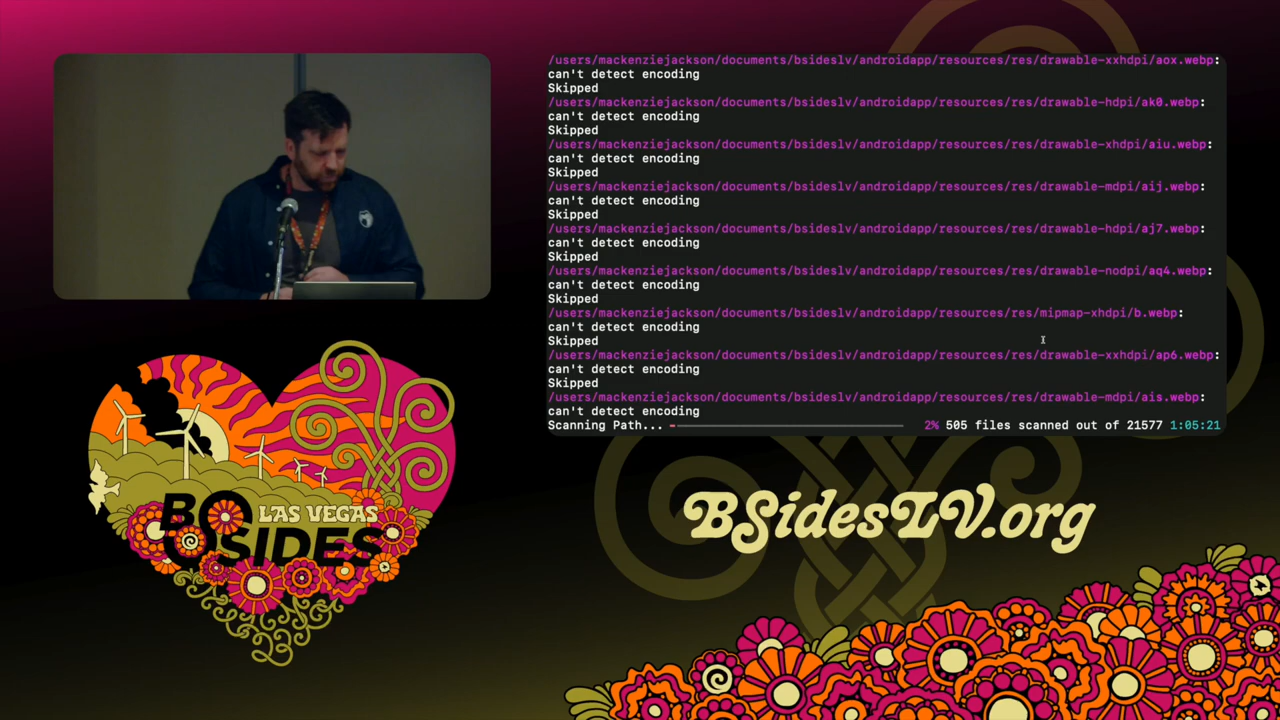 /users/mackenziejackson/documents/bsideslv/androidapp/resources/res/drawable-xxhdpi/aox.webp:
can't detect encoding
Skipped
/users/mackenziejackson/documents/bsideslv/androidapp/resources/res/drawable-hdpi/ak0.webp:
can't detect encoding
Skipped
/users/mackenziejackson/documents/bsideslv/androidapp/resources/res/drawable-xhdpi/aiu.webp:
can't detect encoding
Skipped
/users/mackenziejackson/documents/bsideslv/androidapp/resources/res/drawable-mdpi/aij.webp:
can't detect encoding
Skipped
/users/mackenziejackson/documents/bsideslv/androidapp/resources/res/drawable-hdpi/aj7.webp:
can't detect encoding
Skipped
/users/mackenziejackson/documents/bsideslv/androidapp/resources/res/drawable-nodpi/aq4.webp:
can't detect encoding
Skipped
/users/mackenziejackson/documents/bsideslv/androidapp/resources/res/mipmap-xhdpi/b.webp:
can't detect encoding
Skipped
/users/mackenziejackson/documents/bsideslv/androidapp/resources/res/drawable-xxhdpi/ap6.webp:
can't detect encoding
Skipped
/users/mackenziejackson/documents/bsideslv/androidapp/resources/res/drawable-mdpi/ais.webp:
can't detect encoding
Scanning Path... 2% 505 files scanned out of 21577 1:05:21
LAS VEGAS
BSIDES
BSidesLV.org